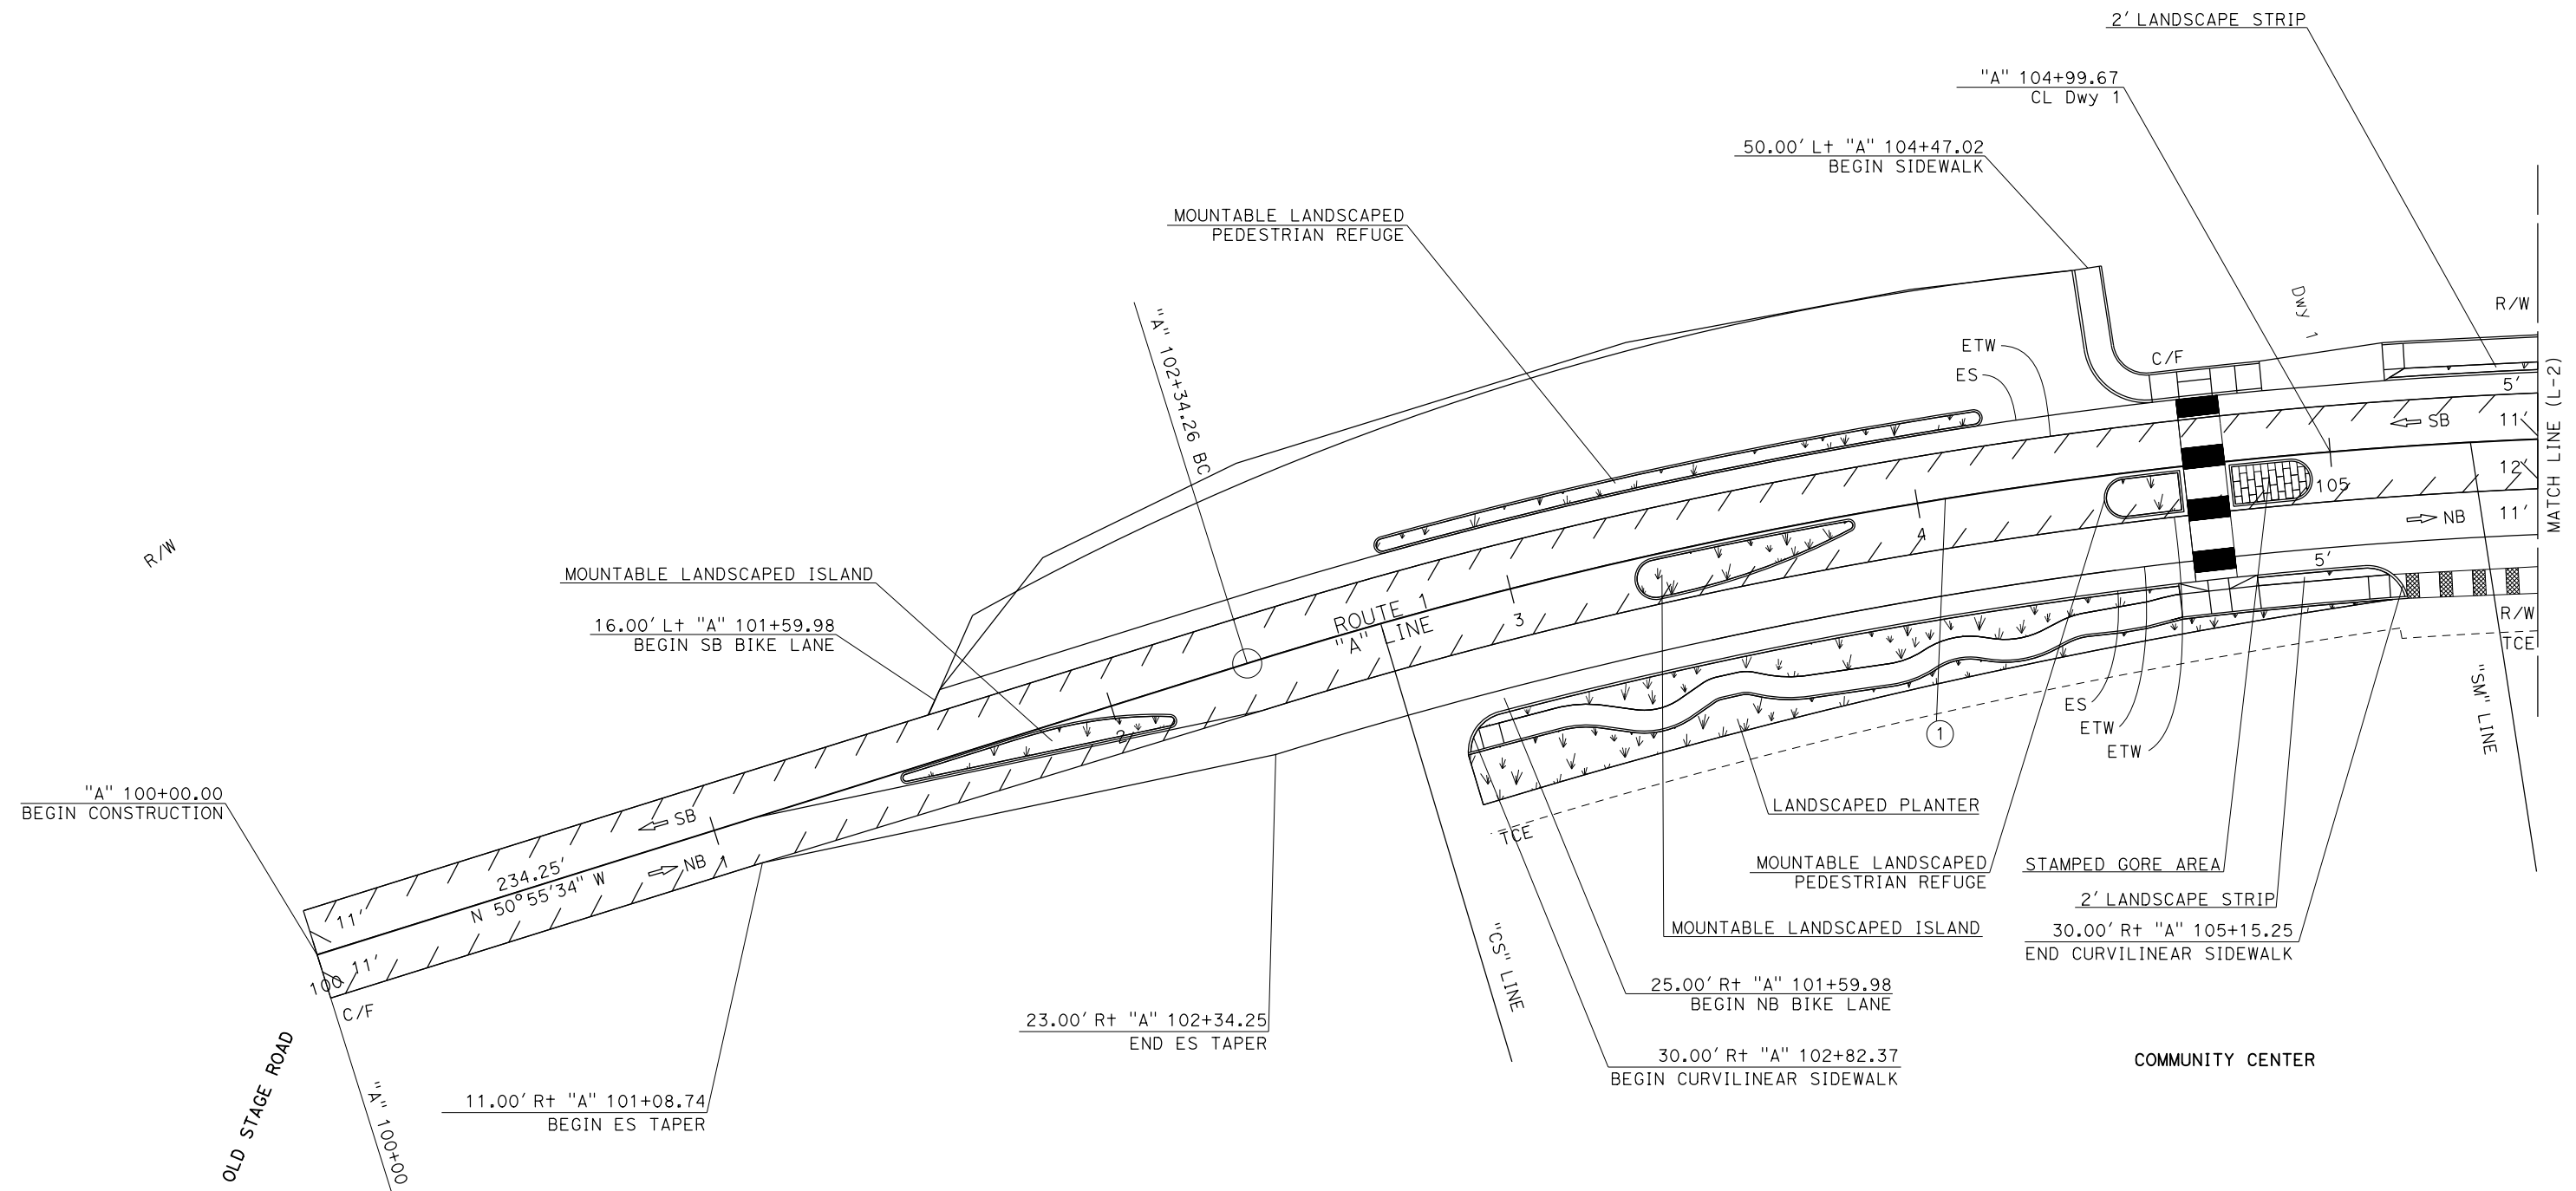 2' LANDSCAPE STRIP
"A" 104+99.67
CL Dwy 1
50.00' Lt "A" 104+47.02
BEGIN SIDEWALK
MOUNTABLE LANDSCAPED
PEDESTRIAN REFUGE
Dwy 1
R/W
"A" 102+34.26 BC
ETW
ES
C/F
5'
11'
SB
12'
105
NB
11'
5'
MATCH LINE (L-2)
R/W
TCE
"SM" LINE
R/W
MOUNTABLE LANDSCAPED ISLAND
16.00' Lt "A" 101+59.98
BEGIN SB BIKE LANE
4
3
ROUTE 1
"A" LINE
2
ES
ETW
ETW
1
"A" 100+00.00
BEGIN CONSTRUCTION
SB
NB
1
234.25'
N 50°55'34" W
11'
11'
100
C/F
LANDSCAPED PLANTER
TCE
MOUNTABLE LANDSCAPED
PEDESTRIAN REFUGE
STAMPED GORE AREA
2' LANDSCAPE STRIP
MOUNTABLE LANDSCAPED ISLAND
30.00' Rt "A" 105+15.25
END CURVILINEAR SIDEWALK
"CS" LINE
25.00' Rt "A" 101+59.98
BEGIN NB BIKE LANE
23.00' Rt "A" 102+34.25
END ES TAPER
30.00' Rt "A" 102+82.37
BEGIN CURVILINEAR SIDEWALK
COMMUNITY CENTER
11.00' Rt "A" 101+08.74
BEGIN ES TAPER
OLD STAGE ROAD
"A" 100+00